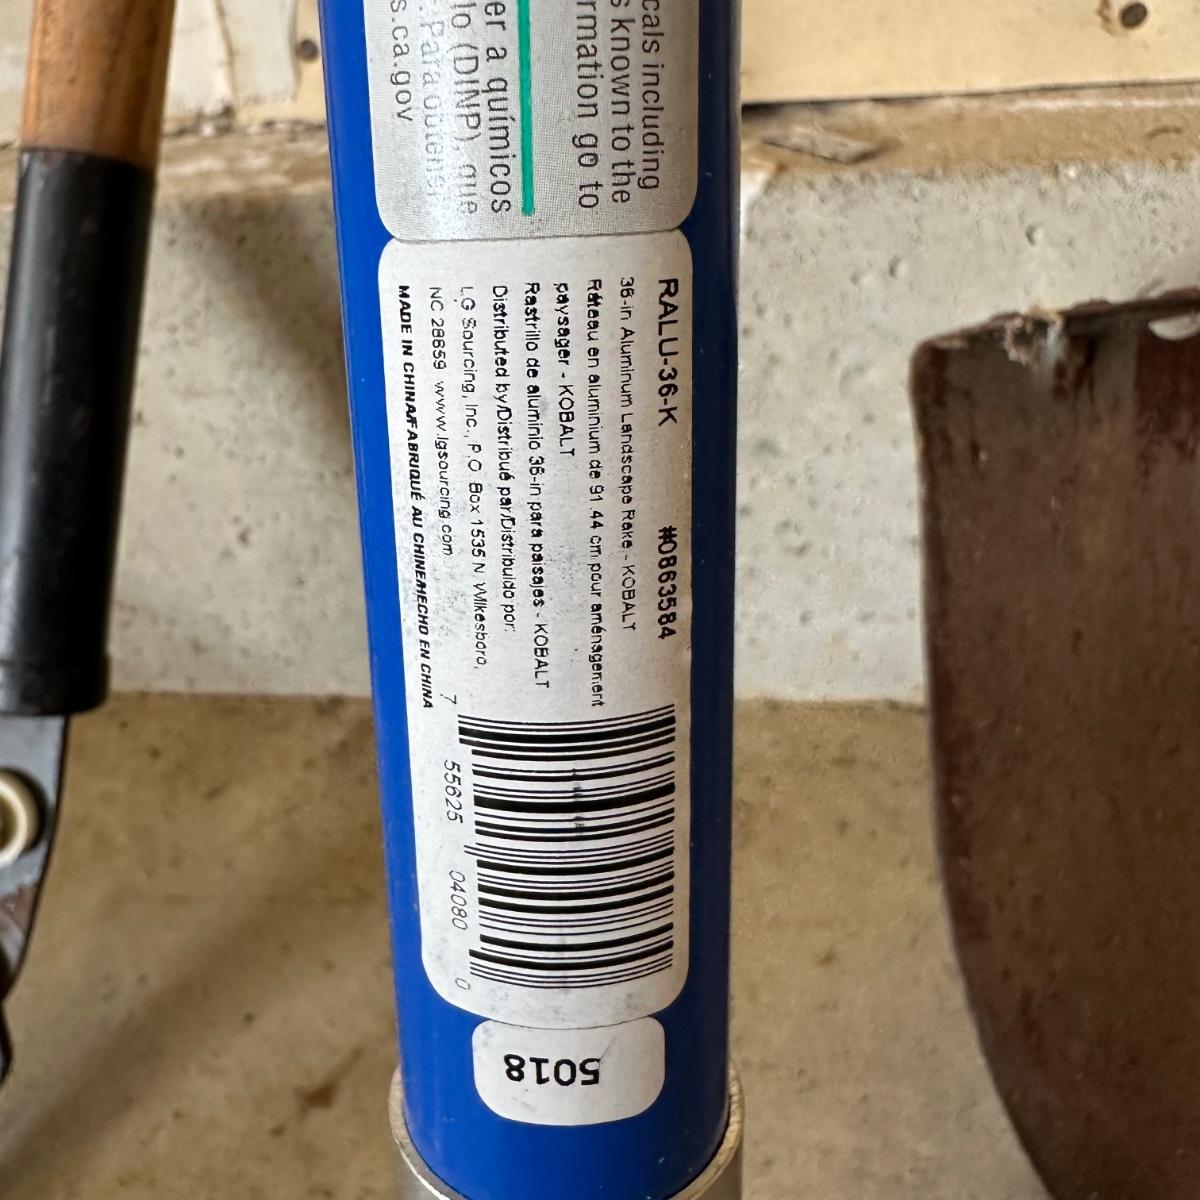 cals including
s known to the
rmation go to
er a químicos
lo (DINP), que
. Para obtener
s.ca.gov
RALU-36-K #0863584
36-in Aluminum Landscape Rake - KOBALT
Râteau en aluminium de 91.44 cm pour aménagement
paysager - KOBALT
Rastrillo de aluminio 36-in para paisajes - KOBALT
Distributed by/Distribué par/Distribuido por:
LG Sourcing, Inc., P.O. Box 1535 N. Wilkesboro,
NC 28659 www.lgsourcing.com
MADE IN CHINA/FABRIQUÉ AU CHINE/HECHO EN CHINA
7 55625 04080 0
5018